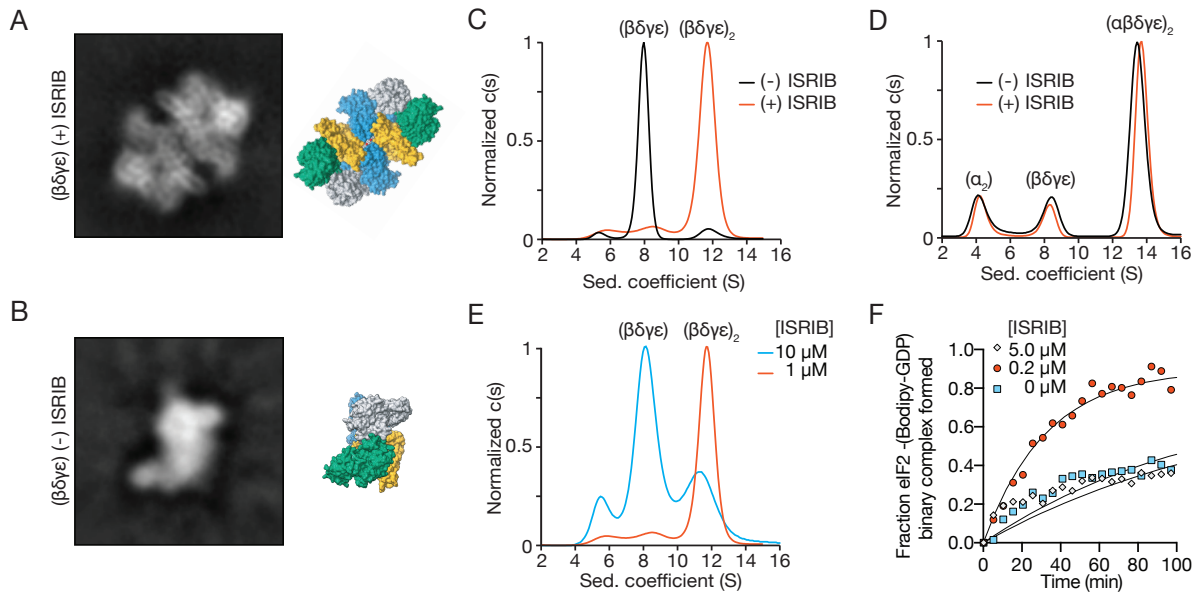 A
(βδγε) (+) ISRIB
B
(βδγε) (-) ISRIB
C
(βδγε)
(βδγε)₂
(-) ISRIB
(+) ISRIB
Normalized c(s)
1
0.5
0
2 4 6 8 10 12 14 16
Sed. coefficient (S)
D
(αβδγε)₂
(-) ISRIB
(+) ISRIB
(α₂)
(βδγε)
Normalized c(s)
1
0.5
0
2 4 6 8 10 12 14 16
Sed. coefficient (S)
E
(βδγε)
(βδγε)₂
[ISRIB]
10 μM
1 μM
Normalized c(s)
1
0.5
0
2 4 6 8 10 12 14 16
Sed. coefficient (S)
F
[ISRIB]
5.0 μM
0.2 μM
0 μM
Fraction eIF2 -(Bodipy-GDP)
binary complex formed
1.0
0.8
0.6
0.4
0.2
0.0
0 20 40 60 80 100
Time (min)